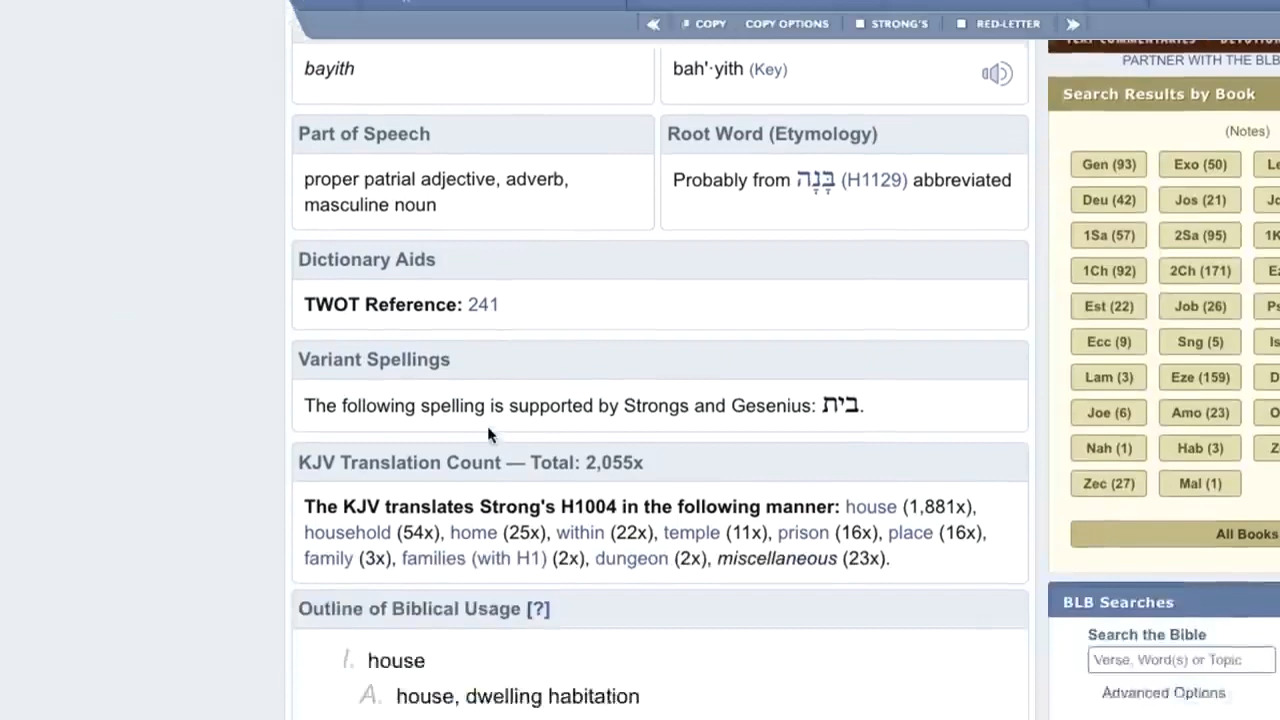 COPY COPY OPTIONS STRONG'S RED-LETTER
bayith
bah'·yith (Key)
Part of Speech
proper patrial adjective, adverb,
masculine noun
Root Word (Etymology)
Probably from בָּנָה (H1129) abbreviated
Dictionary Aids
TWOT Reference: 241
Variant Spellings
The following spelling is supported by Strongs and Gesenius: בית.
KJV Translation Count — Total: 2,055x
The KJV translates Strong's H1004 in the following manner: house (1,881x),
household (54x), home (25x), within (22x), temple (11x), prison (16x), place (16x),
family (3x), families (with H1) (2x), dungeon (2x), miscellaneous (23x).
Outline of Biblical Usage [?]
I. house
A. house, dwelling habitation
PARTNER WITH THE BLB
Search Results by Book
(Notes)
Gen (93) Exo (50) Le
Deu (42) Jos (21)
1Sa (57) 2Sa (95) 1K
1Ch (92) 2Ch (171)
Est (22) Job (26)
Ecc (9) Sng (5) Is
Lam (3) Eze (159) D
Joe (6) Amo (23)
Nah (1) Hab (3)
Zec (27) Mal (1)
All Books
BLB Searches
Search the Bible
Verse, Word(s) or Topic
Advanced Options